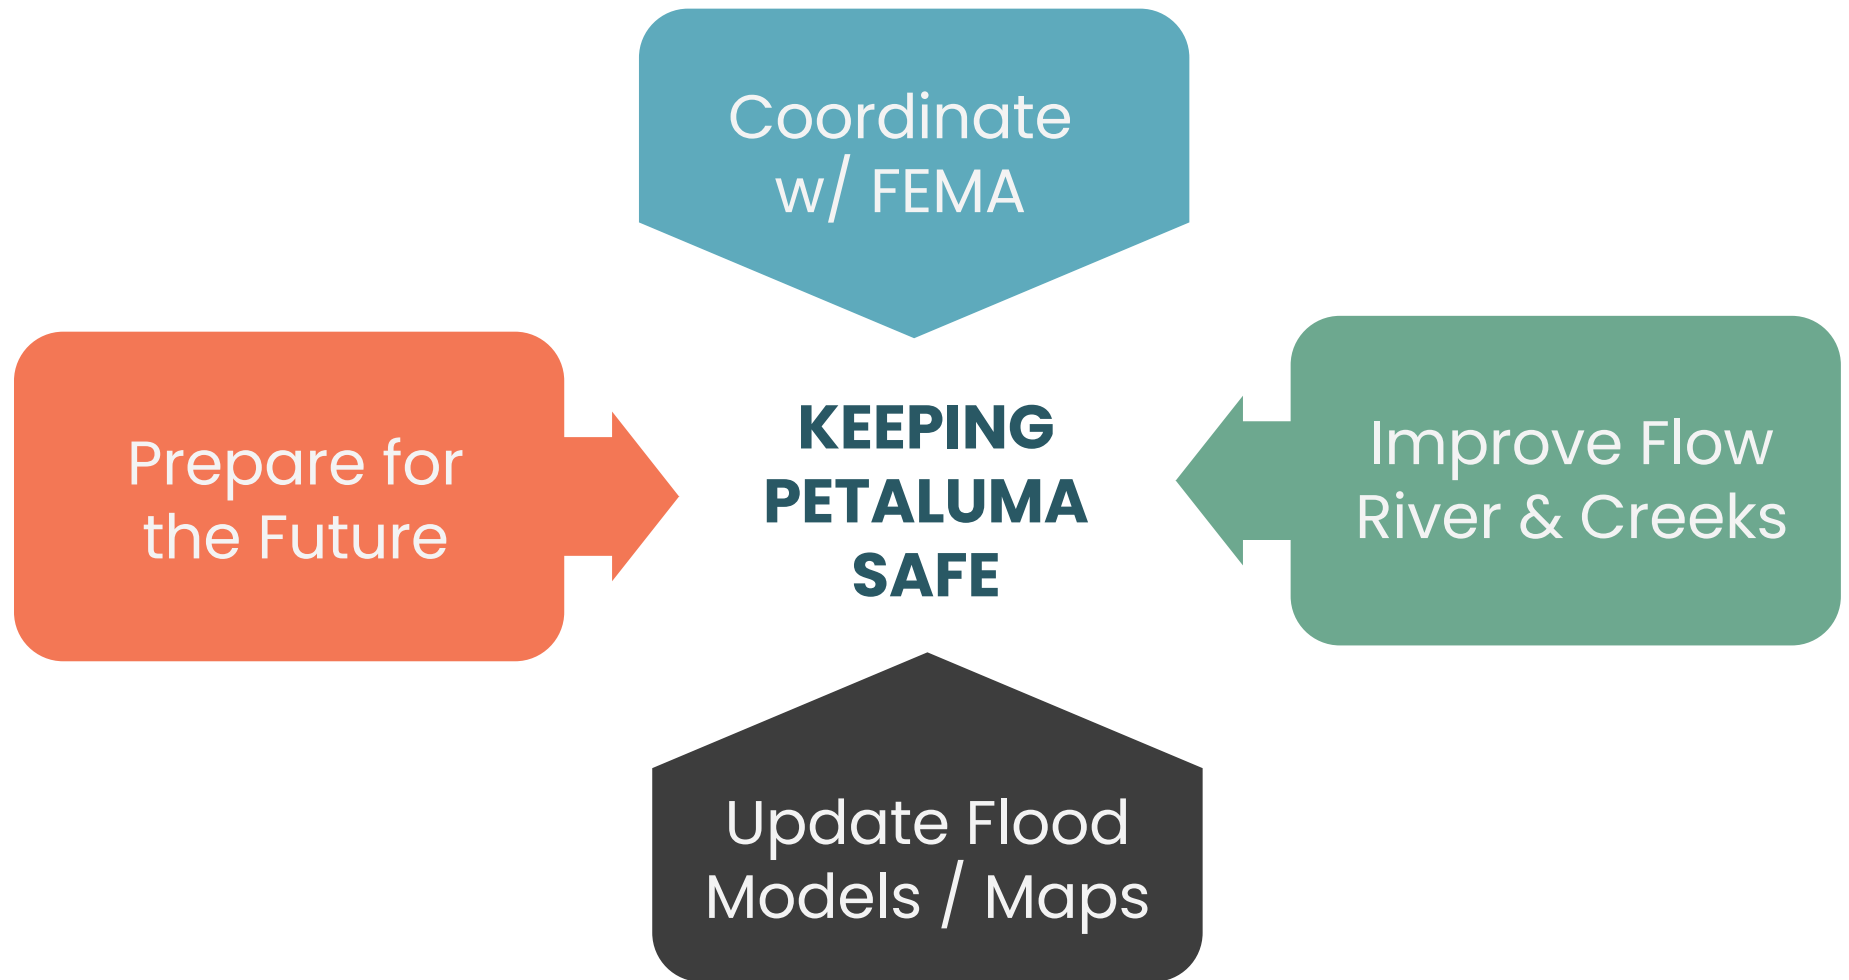 Coordinate
w/ FEMA
Prepare for
the Future
KEEPING
PETALUMA
SAFE
Improve Flow
River & Creeks
Update Flood
Models / Maps